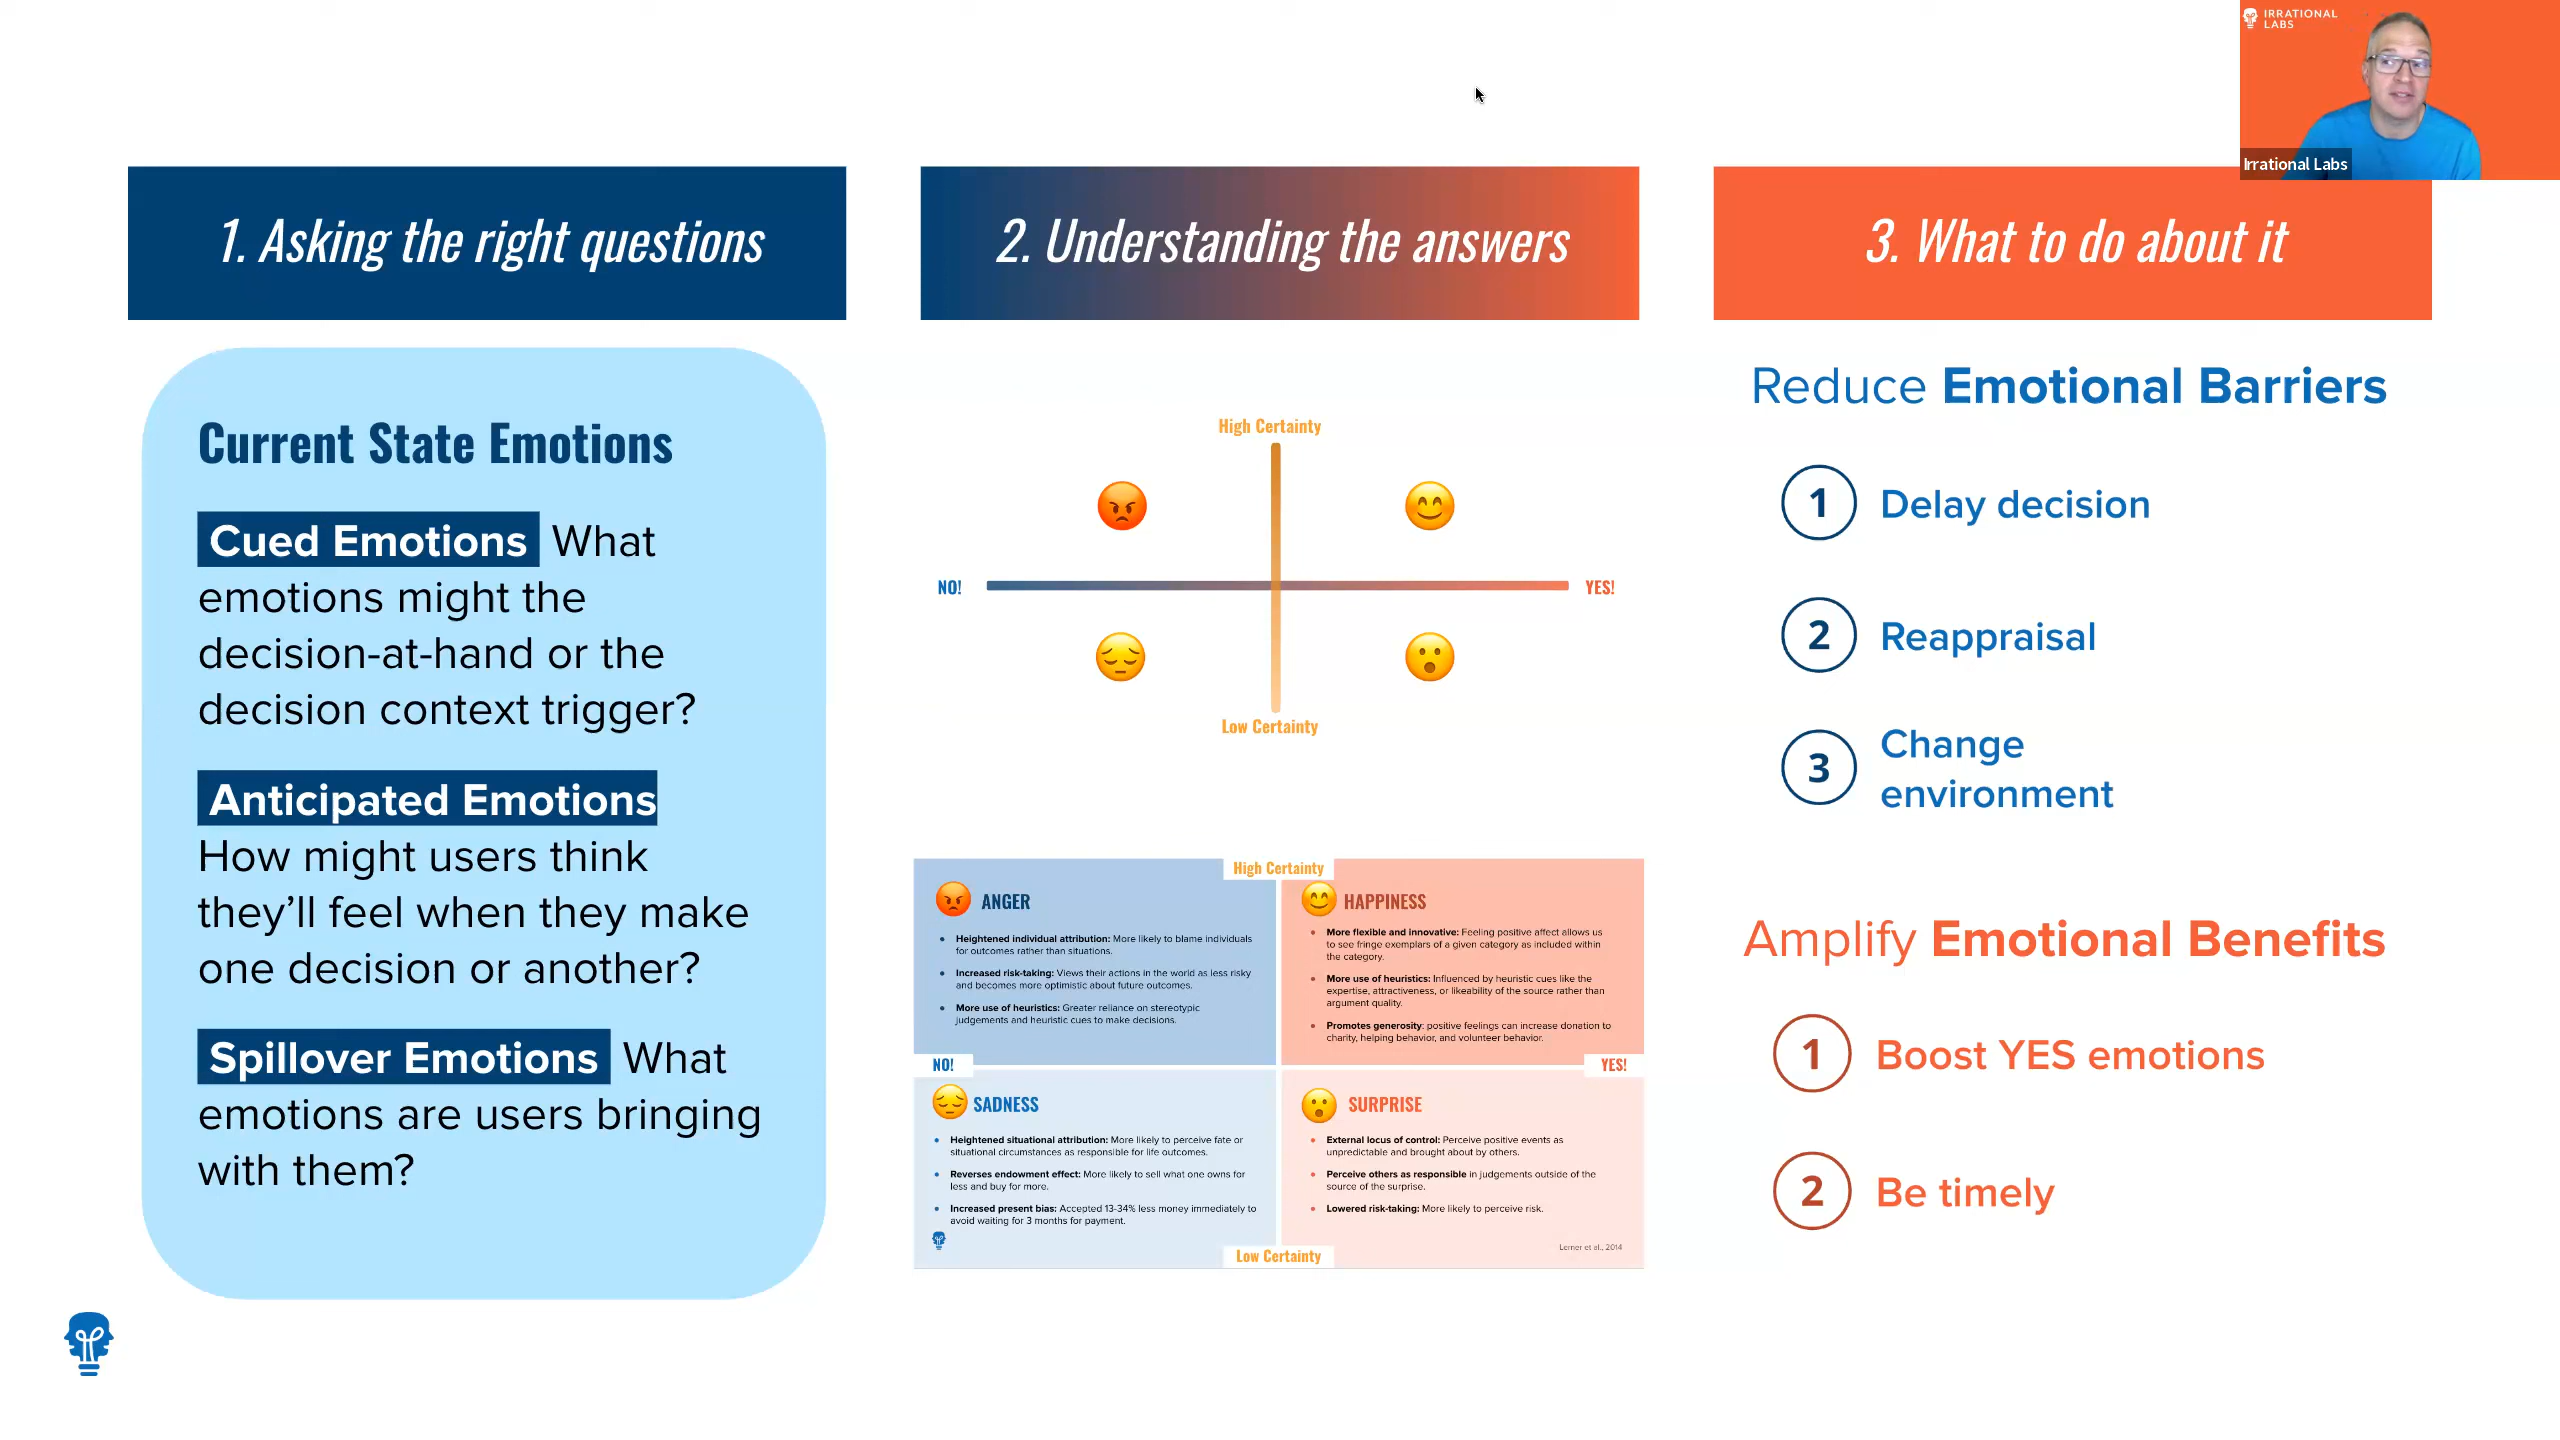 IRRATIONAL
LABS
Irrational Labs
1. Asking the right questions
Current State Emotions
Cued Emotions What
emotions might the
decision-at-hand or the
decision context trigger?
Anticipated Emotions
How might users think
they’ll feel when they make
one decision or another?
Spillover Emotions What
emotions are users bringing
with them?
2. Understanding the answers
High Certainty
NO!
YES!
Low Certainty
High Certainty
ANGER
Heightened individual attribution: More likely to blame individuals
for outcomes rather than situations.
Increased risk-taking: Views their actions in the world as less risky
and becomes more optimistic about future outcomes.
More use of heuristics: Greater reliance on stereotypic
judgements and heuristic cues to make decisions.
HAPPINESS
More flexible and innovative: Feeling positive affect allows us
to see fringe exemplars of a given category as included within
the category.
More use of heuristics: Influenced by heuristic cues like the
expertise, attractiveness, or likeability of the source rather than
argument quality.
Promotes generosity: positive feelings can increase donation to
charity, helping behavior, and volunteer behavior.
NO!
YES!
SADNESS
Heightened situational attribution: More likely to perceive fate or
situational circumstances as responsible for life outcomes.
Reverses endowment effect: More likely to sell what one owns for
less and buy for more.
Increased present bias: Accepted 13-34% less money immediately to
avoid waiting for 3 months for payment.
SURPRISE
External locus of control: Perceive positive events as
unpredictable and brought about by others.
Perceive others as responsible in judgements outside of the
source of the surprise.
Lowered risk-taking: More likely to perceive risk.
Lerner et al., 2014
Low Certainty
3. What to do about it
Reduce Emotional Barriers
1 Delay decision
2 Reappraisal
3 Change
environment
Amplify Emotional Benefits
1 Boost YES emotions
2 Be timely